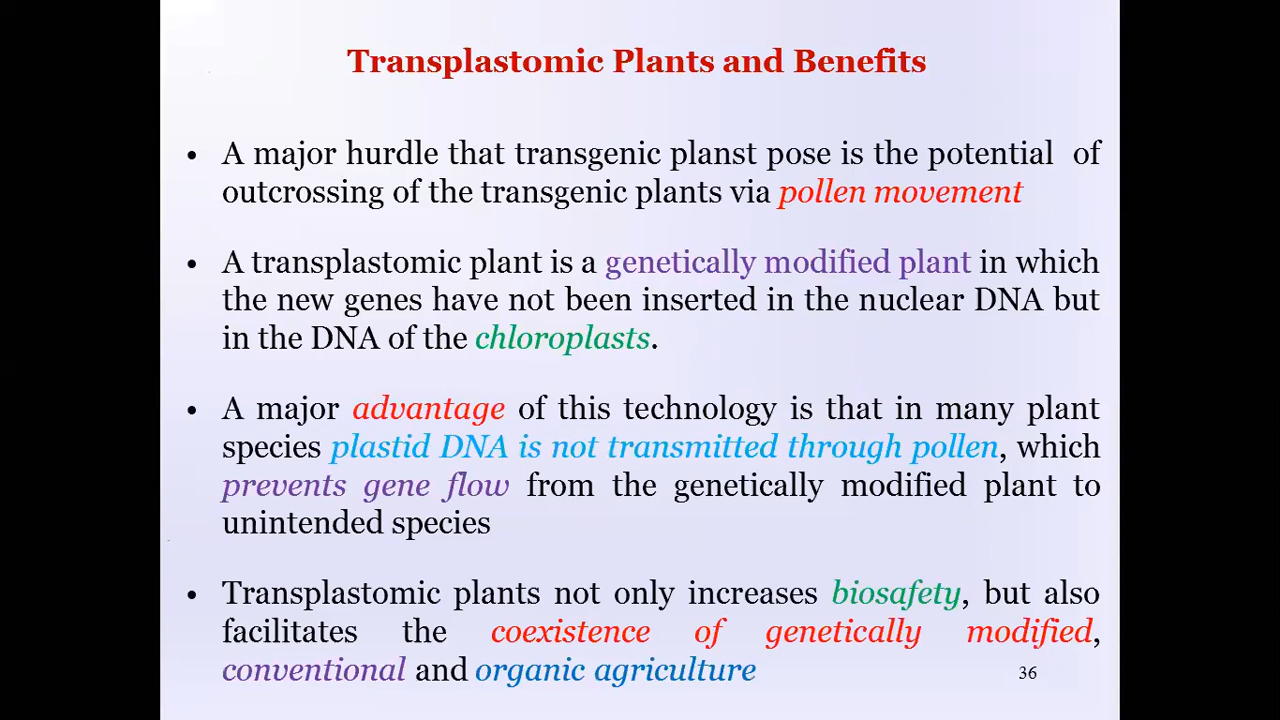 Transplastomic Plants and Benefits
• A major hurdle that transgenic planst pose is the potential of
outcrossing of the transgenic plants via pollen movement
• A transplastomic plant is a genetically modified plant in which
the new genes have not been inserted in the nuclear DNA but
in the DNA of the chloroplasts.
• A major advantage of this technology is that in many plant
species plastid DNA is not transmitted through pollen, which
prevents gene flow from the genetically modified plant to
unintended species
• Transplastomic plants not only increases biosafety, but also
facilitates the coexistence of genetically modified,
conventional and organic agriculture
36